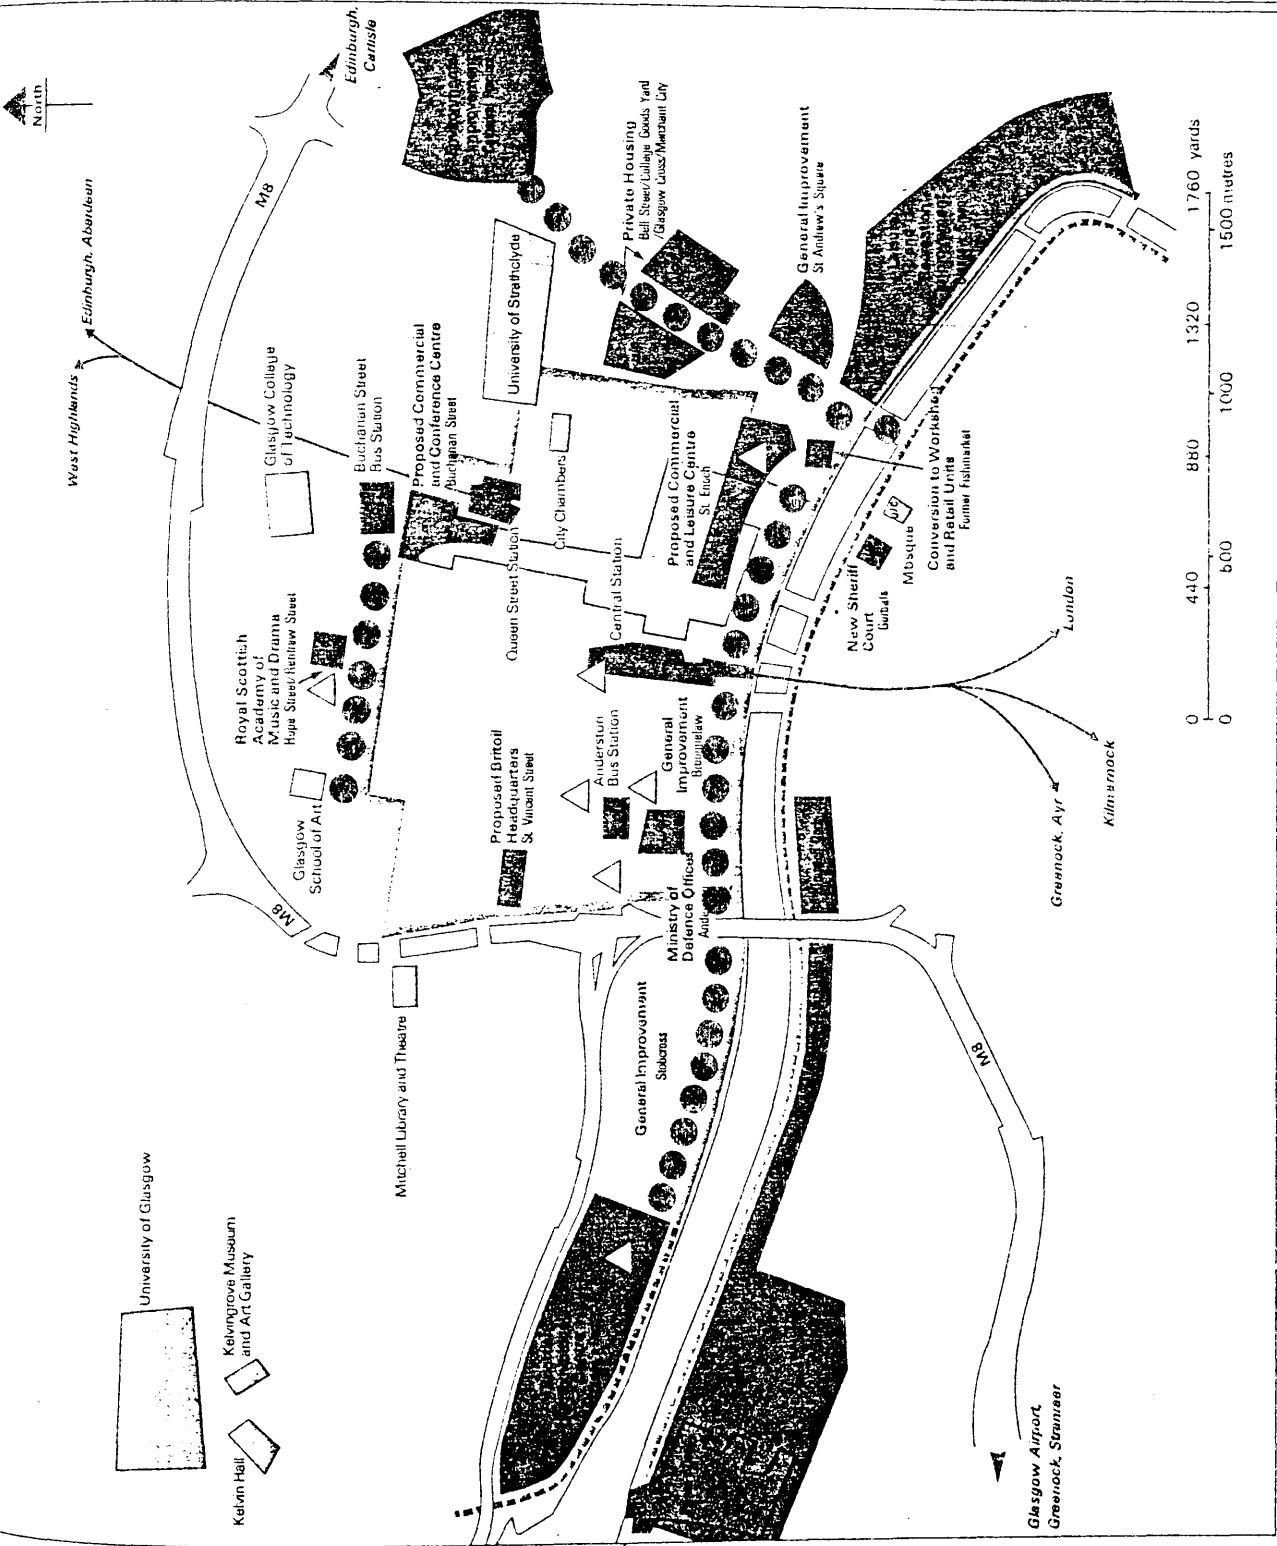 North
West Highlands
Edinburgh, Aberdeen
Edinburgh,
Carlisle
M8
University of Glasgow
Kelvingrove Museum
and Art Gallery
Kelvin Hall
Mitchell Library and Theatre
M8
Glasgow
School of Art
Royal Scottish
Academy of
Music and Drama
Hope Street/Renfrew Street
Glasgow College
of Technology
Buchanan Street
Bus Station
Proposed Commercial
and Conference Centre
Buchanan Street
Queen Street Station
University of Strathclyde
City Chambers
Central Station
Proposed Britoil
Headquarters
St. Vincent Street
Anderston
Bus Station
General
Improvement
Broomielaw
Ministry of
Defence Offices
General Improvement
Stobcross
Proposed Commercial
and Leisure Centre
St. Enoch
Environmental
Improvement
Cathedral
Private Housing
Bell Street/College Goods Yard
/Glasgow Cross/Merchant City
General Improvement
St Andrew's Square
Leisure
and
Conversion to Workshop
and Retail Units
Former Fishmarket
Mosque
New Sheriff
Court
Gorbals
London
Kilmarnock
Greenock, Ayr
M8
Glasgow Airport,
Greenock, Stranraer
0 440 880 1320 1760 yards
0 500 1000 1500 metres